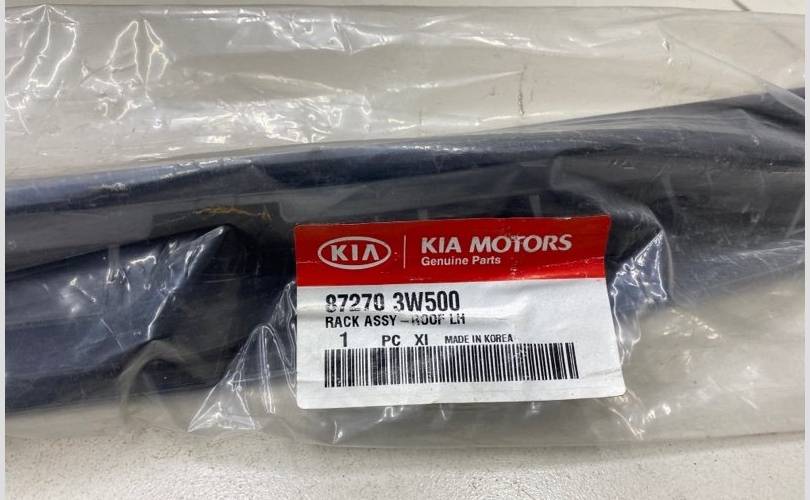 KIA
KIA MOTORS
Genuine Parts
87270 3W500
RACK ASSY-ROOF LH
1 PC XI MADE IN KOREA